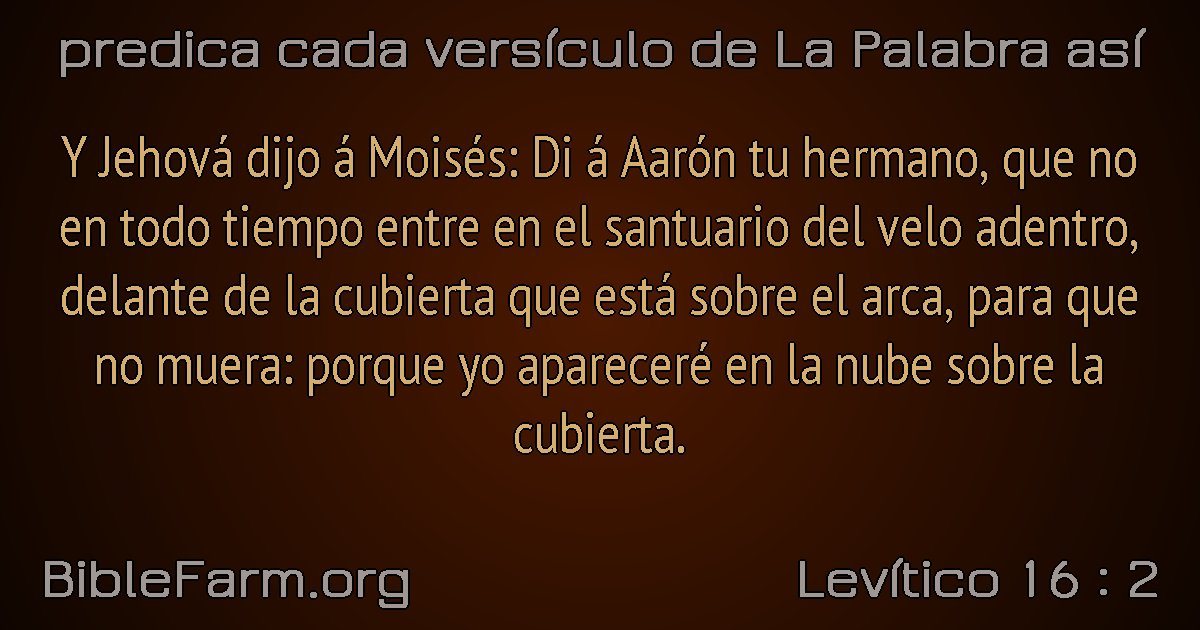 predica cada versículo de La Palabra así
Y Jehová dijo á Moisés: Di á Aarón tu hermano, que no
en todo tiempo entre en el santuario del velo adentro,
delante de la cubierta que está sobre el arca, para que
no muera: porque yo apareceré en la nube sobre la
cubierta.
BibleFarm.org
Levítico 16 : 2